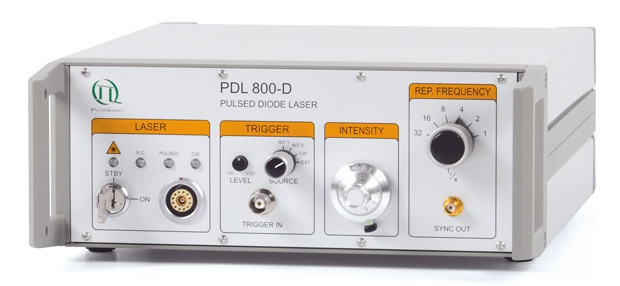 PicoQuant
PDL 800-D
PULSED DIODE LASER
LASER
R.C
PULSED
CW
STBY
ON
TRIGGER
INT 1
INT 2
CW
EXT
-1V
+1V
LEVEL
SOURCE
TRIGGER IN
INTENSITY
REP. FREQUENCY
32
16
8
4
2
1
1/x
SYNC OUT